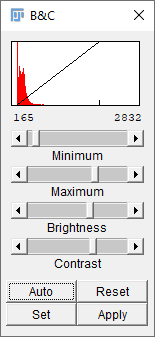 B&C
165 2832
Minimum
Maximum
Brightness
Contrast
Auto Reset
Set Apply